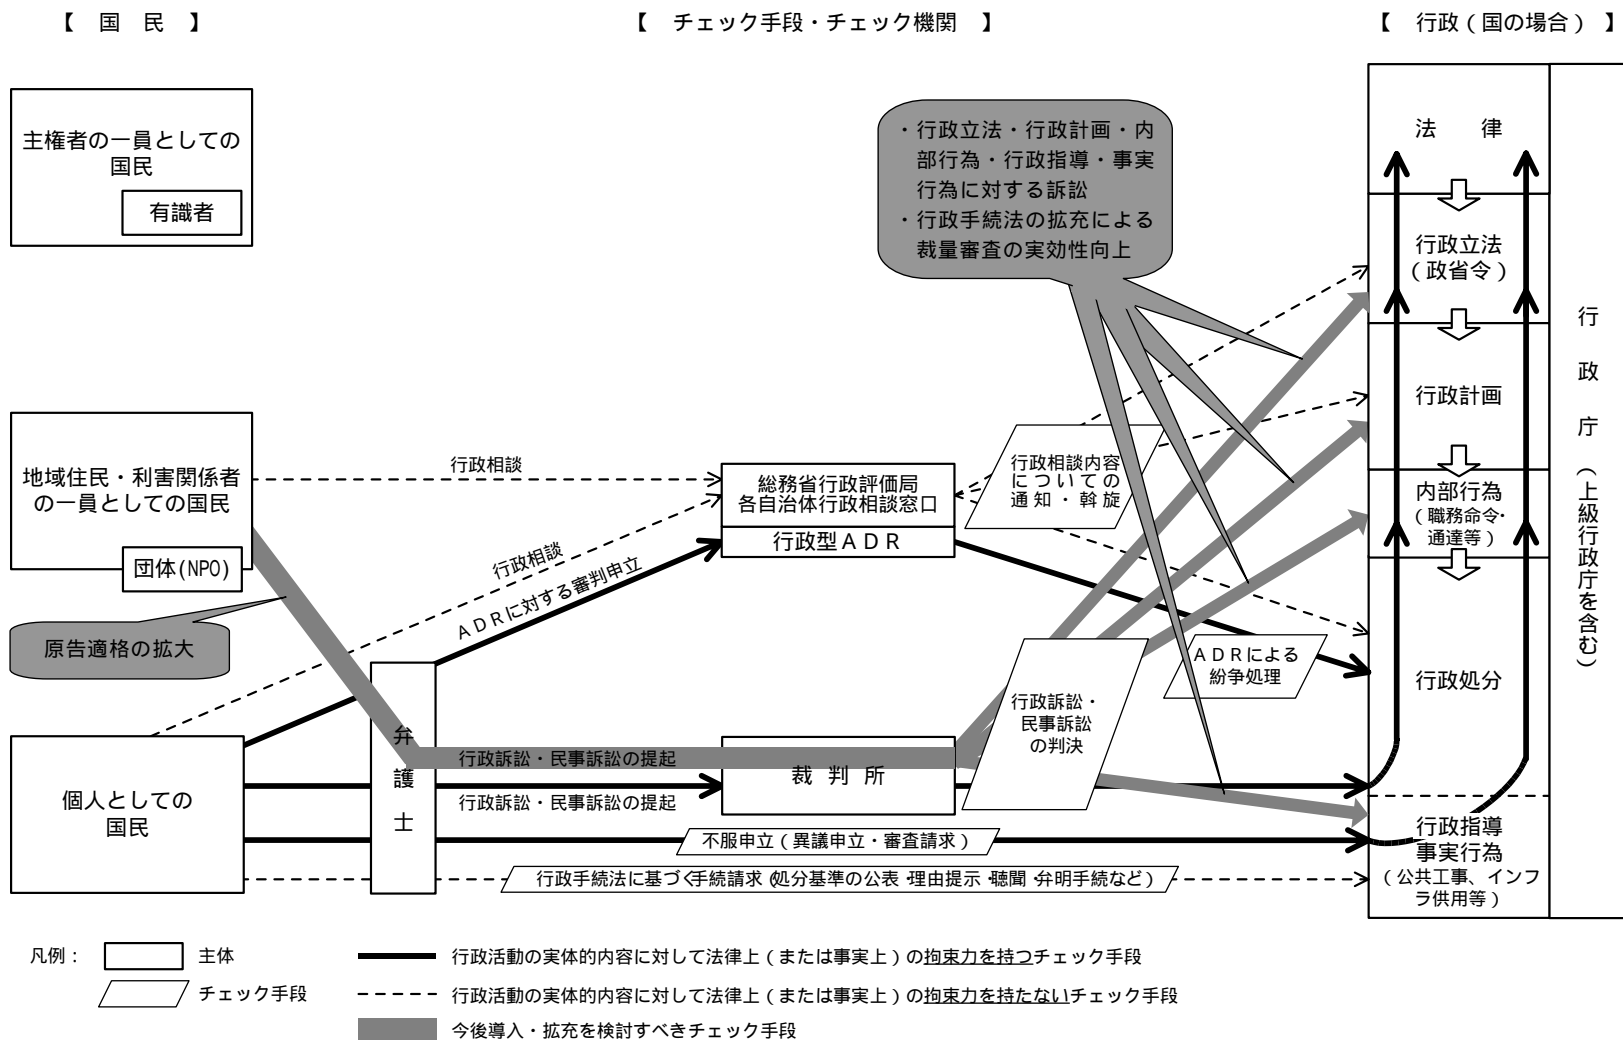 【 国 民 】
【 チェック手段・チェック機関 】
【 行政（国の場合） 】
主権者の一員としての
国民
有識者
・行政立法・行政計画・内
部行為・行政指導・事実
行為に対する訴訟
・行政手続法の拡充による
裁量審査の実効性向上
法 律
行政立法
（政省令）
行政計画
内部行為
（職務命令・
通達等）
行政処分
行政指導
事実行為
（公共工事、インフ
ラ供用等）
行政庁（上級行政庁を含む）
地域住民・利害関係者
の一員としての国民
団体(NPO)
原告適格の拡大
行政相談
行政相談
ADRに対する審判申立
総務省行政評価局
各自治体行政相談窓口
行政型ADR
行政相談内容
についての
通知・斡旋
ADRによる
紛争処理
行政訴訟・
民事訴訟
の判決
弁護士
個人としての
国民
行政訴訟・民事訴訟の提起
行政訴訟・民事訴訟の提起
裁 判 所
不服申立（異議申立・審査請求）
行政手続法に基づく手続請求（処分基準の公表・理由提示・聴聞・弁明手続など）
凡例：
主体
チェック手段
行政活動の実体的内容に対して法律上（または事実上）の拘束力を持つチェック手段
行政活動の実体的内容に対して法律上（または事実上）の拘束力を持たないチェック手段
今後導入・拡充を検討すべきチェック手段